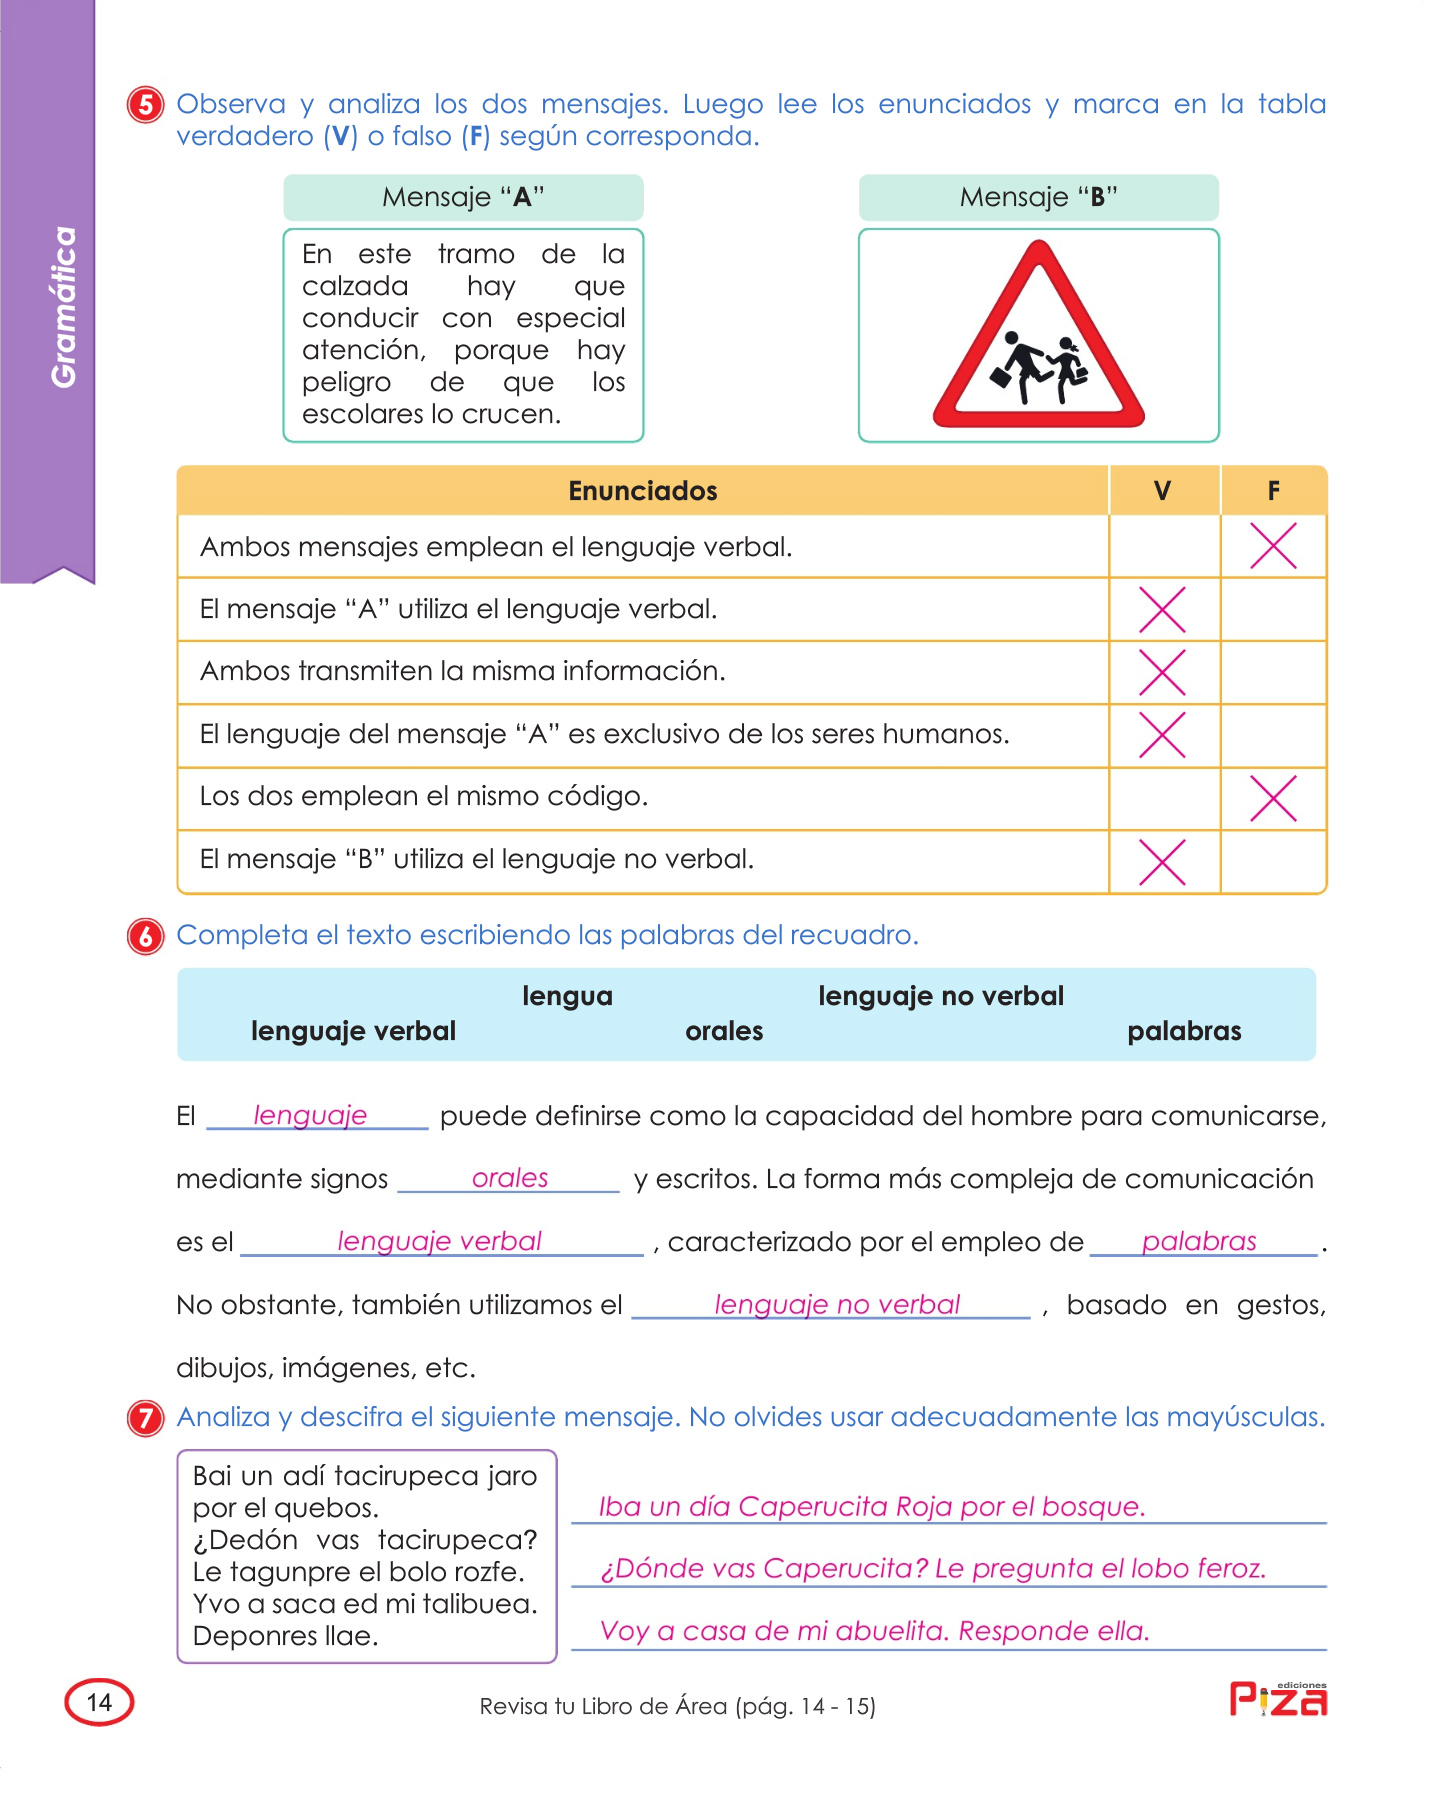 Gramática
5 Observa y analiza los dos mensajes. Luego lee los enunciados y marca en la tabla
verdadero (V) o falso (F) según corresponda.
Mensaje “A”
En este tramo de la
calzada hay que
conducir con especial
atención, porque hay
peligro de que los
escolares lo crucen.
Mensaje “B”
Enunciados V F
Ambos mensajes emplean el lenguaje verbal.
El mensaje “A” utiliza el lenguaje verbal.
Ambos transmiten la misma información.
El lenguaje del mensaje “A” es exclusivo de los seres humanos.
Los dos emplean el mismo código.
El mensaje “B” utiliza el lenguaje no verbal.
6 Completa el texto escribiendo las palabras del recuadro.
lengua lenguaje no verbal
lenguaje verbal orales palabras
El lenguaje puede definirse como la capacidad del hombre para comunicarse,
mediante signos orales y escritos. La forma más compleja de comunicación
es el lenguaje verbal , caracterizado por el empleo de palabras .
No obstante, también utilizamos el lenguaje no verbal , basado en gestos,
dibujos, imágenes, etc.
7 Analiza y descifra el siguiente mensaje. No olvides usar adecuadamente las mayúsculas.
Bai un adí tacirupeca jaro
por el quebos.
¿Dedón vas tacirupeca?
Le tagunpre el bolo rozfe.
Yvo a saca ed mi talibuea.
Deponres llae.
Iba un día Caperucita Roja por el bosque.
¿Dónde vas Caperucita? Le pregunta el lobo feroz.
Voy a casa de mi abuelita. Responde ella.
14
Revisa tu Libro de Área (pág. 14 - 15)
ediciones
Piza